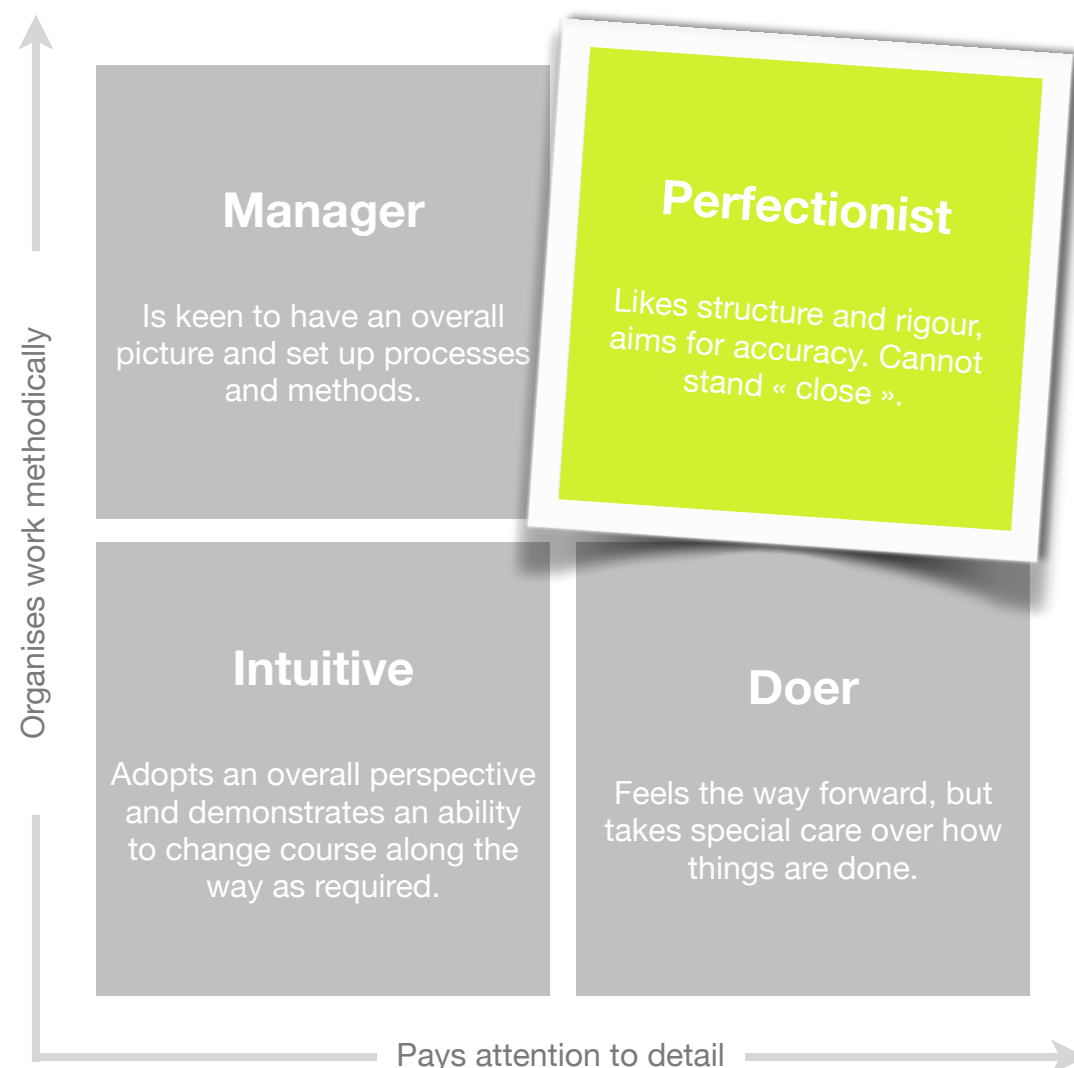 Organises work methodically
Manager
Is keen to have an overall
picture and set up processes
and methods.
Perfectionist
Likes structure and rigour,
aims for accuracy. Cannot
stand « close ».
Intuitive
Adopts an overall perspective
and demonstrates an ability
to change course along the
way as required.
Doer
Feels the way forward, but
takes special care over how
things are done.
Pays attention to detail